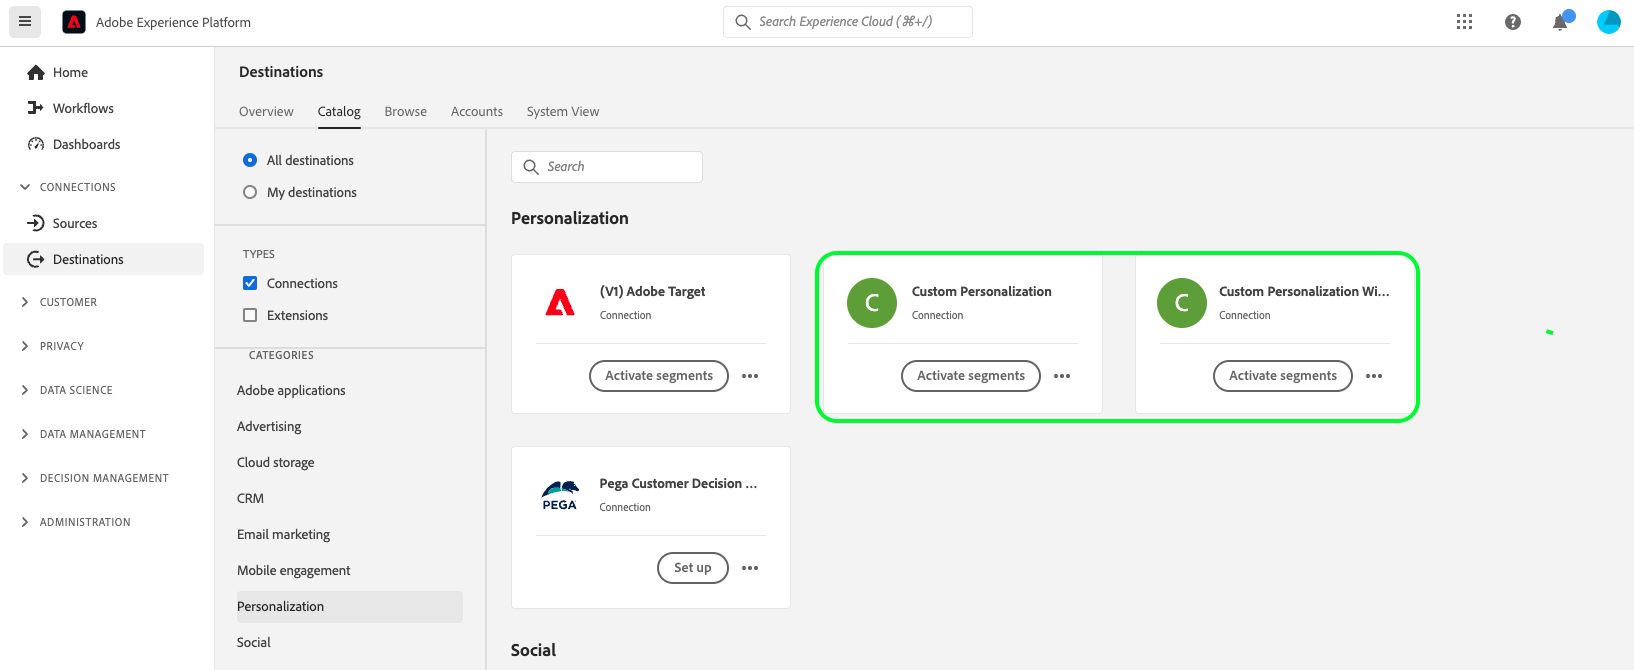 Adobe Experience Platform
Search Experience Cloud (⌘+/)
Home
Workflows
Dashboards
CONNECTIONS
Sources
Destinations
CUSTOMER
PRIVACY
DATA SCIENCE
DATA MANAGEMENT
DECISION MANAGEMENT
ADMINISTRATION
Destinations
Overview Catalog Browse Accounts System View
All destinations
My destinations
TYPES
Connections
Extensions
CATEGORIES
Adobe applications
Advertising
Cloud storage
CRM
Email marketing
Mobile engagement
Personalization
Social
Search
Personalization
(V1) Adobe Target
Connection
Activate segments
C
Custom Personalization
Connection
Activate segments
C
Custom Personalization Wi...
Connection
Activate segments
PEGA
Pega Customer Decision ...
Connection
Set up
Social